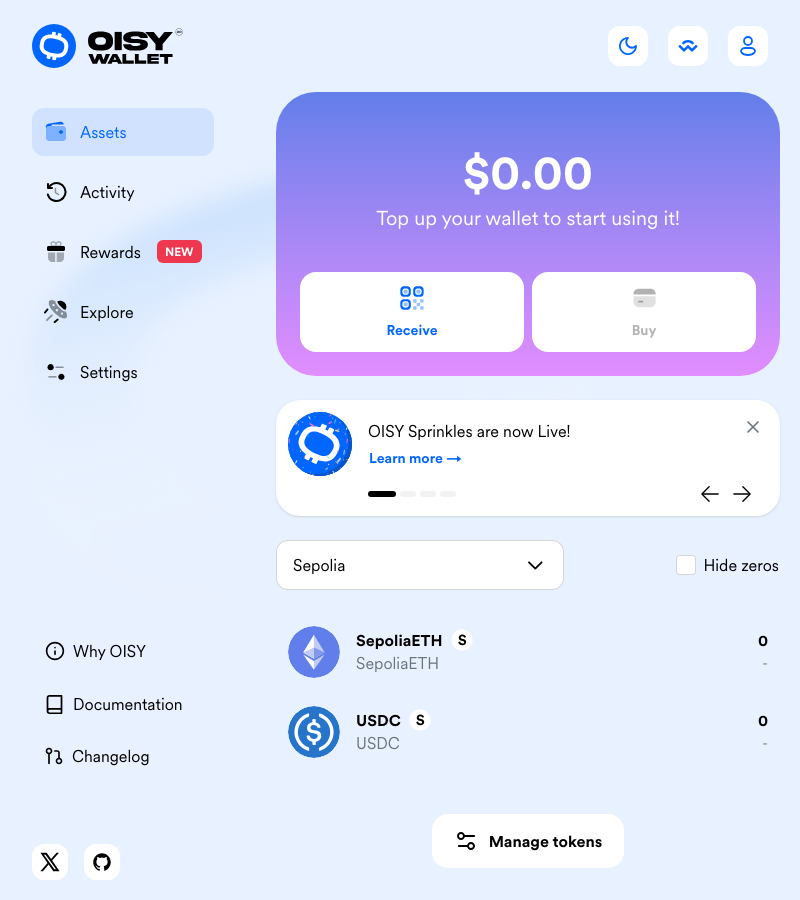 OISY
WALLET
Assets
Activity
Rewards NEW
Explore
Settings
Why OISY
Documentation
Changelog
$0.00
Top up your wallet to start using it!
Receive
Buy
OISY Sprinkles are now Live!
Learn more →
Sepolia
Hide zeros
SepoliaETH S 0
SepoliaETH -
USDC S 0
USDC -
Manage tokens